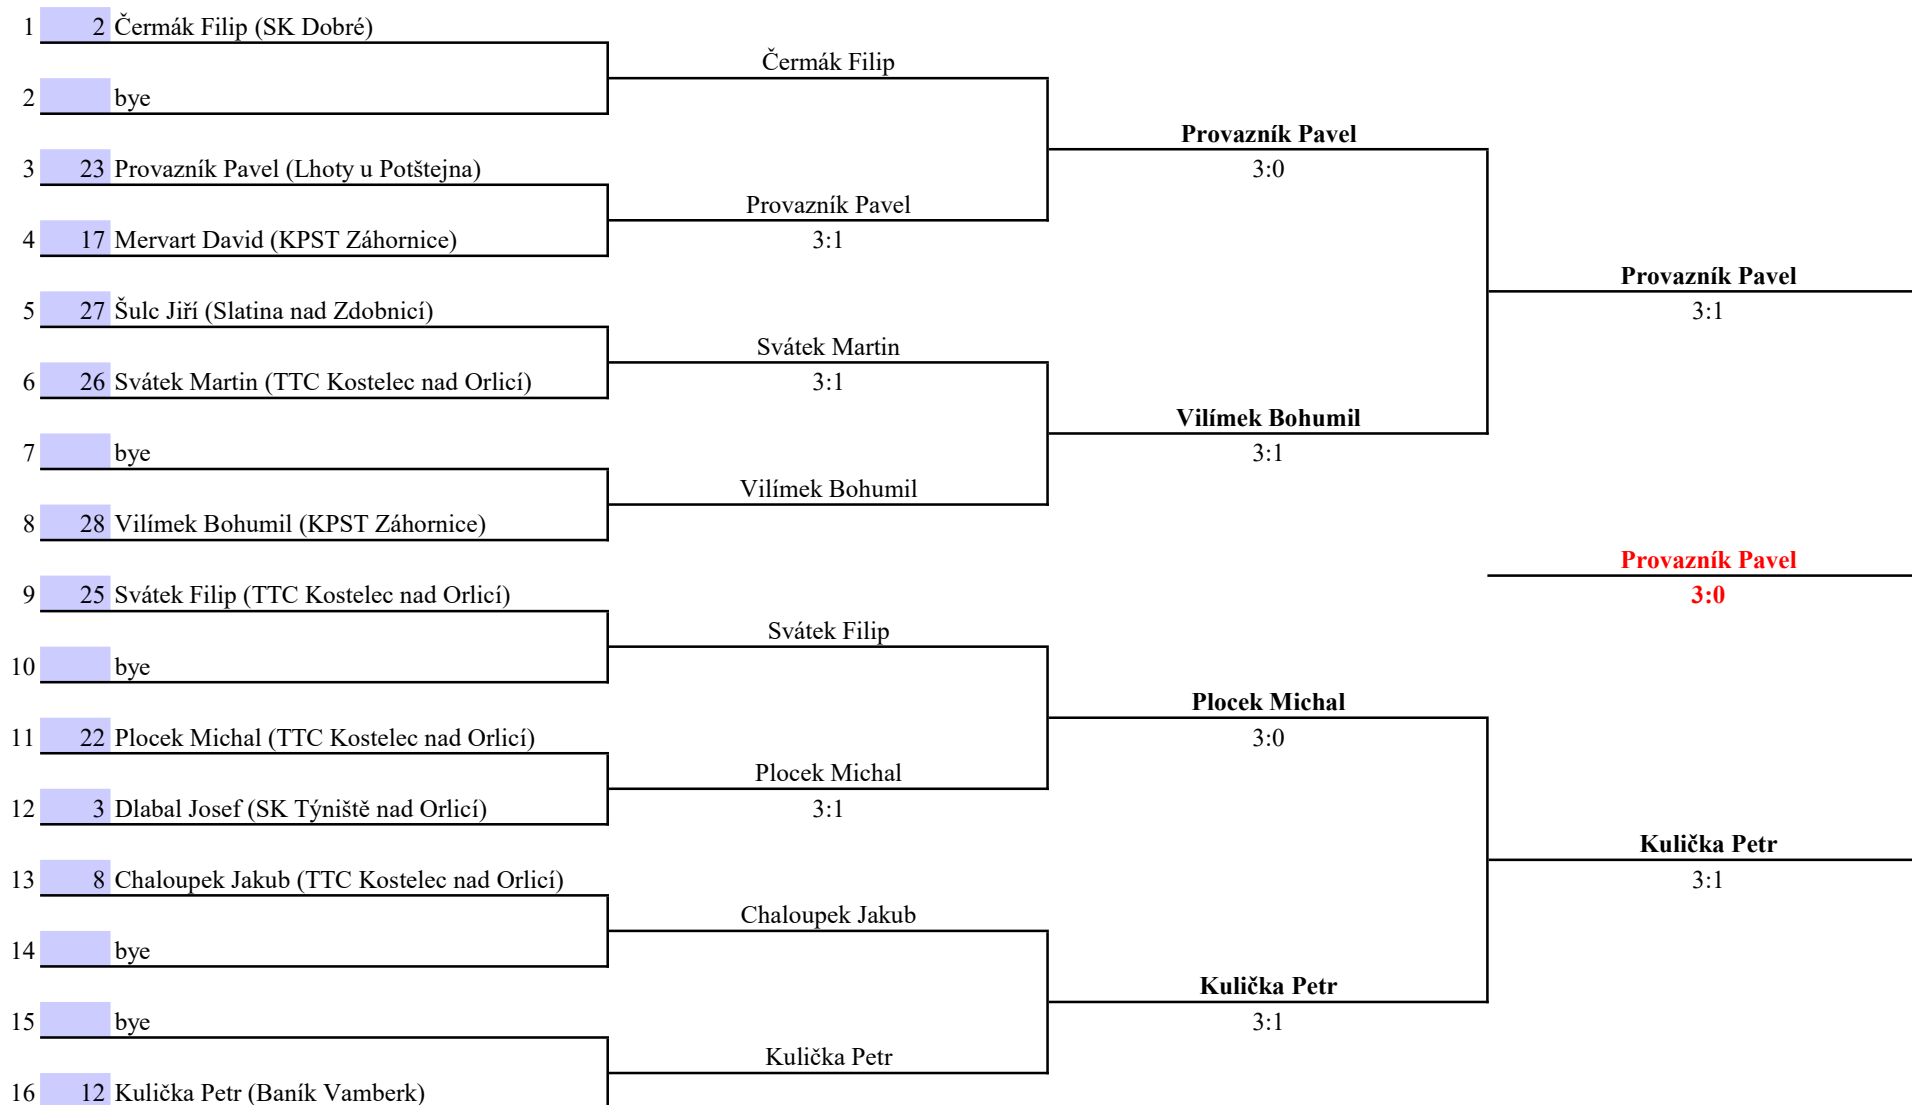 1 2 Čermák Filip (SK Dobré)
Čermák Filip
2 bye
Provazník Pavel
3 23 Provazník Pavel (Lhoty u Potštejna)
3:0
Provazník Pavel
4 17 Mervart David (KPST Záhornice)
3:1
Provazník Pavel
5 27 Šulc Jiří (Slatina nad Zdobnicí)
3:1
Svátek Martin
6 26 Svátek Martin (TTC Kostelec nad Orlicí)
3:1
Vilímek Bohumil
7 bye
3:1
Vilímek Bohumil
8 28 Vilímek Bohumil (KPST Záhornice)
Provazník Pavel
9 25 Svátek Filip (TTC Kostelec nad Orlicí)
3:0
Svátek Filip
10 bye
Plocek Michal
11 22 Plocek Michal (TTC Kostelec nad Orlicí)
3:0
Plocek Michal
12 3 Dlabal Josef (SK Týniště nad Orlicí)
3:1
Kulička Petr
13 8 Chaloupek Jakub (TTC Kostelec nad Orlicí)
3:1
Chaloupek Jakub
14 bye
Kulička Petr
15 bye
3:1
Kulička Petr
16 12 Kulička Petr (Baník Vamberk)